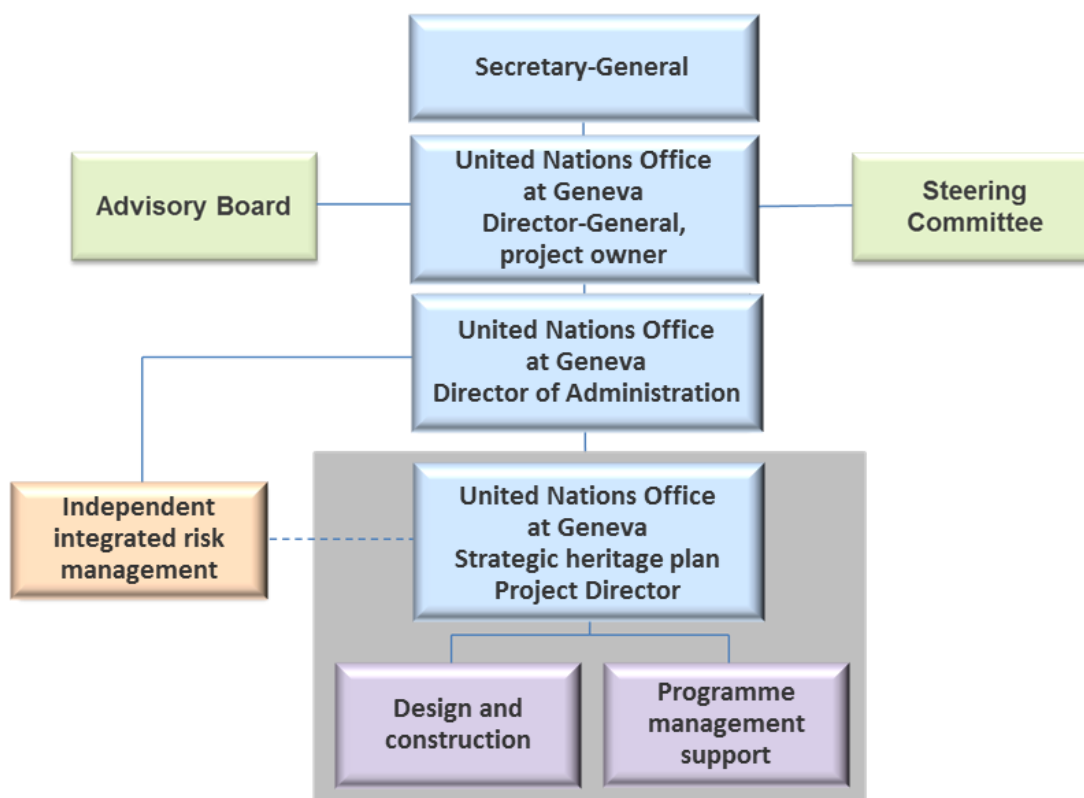 Secretary-General
United Nations Office
at Geneva
Director-General,
project owner
Advisory Board
Steering
Committee
United Nations Office
at Geneva
Director of Administration
Independent
integrated risk
management
United Nations Office
at Geneva
Strategic heritage plan
Project Director
Design and
construction
Programme
management
support